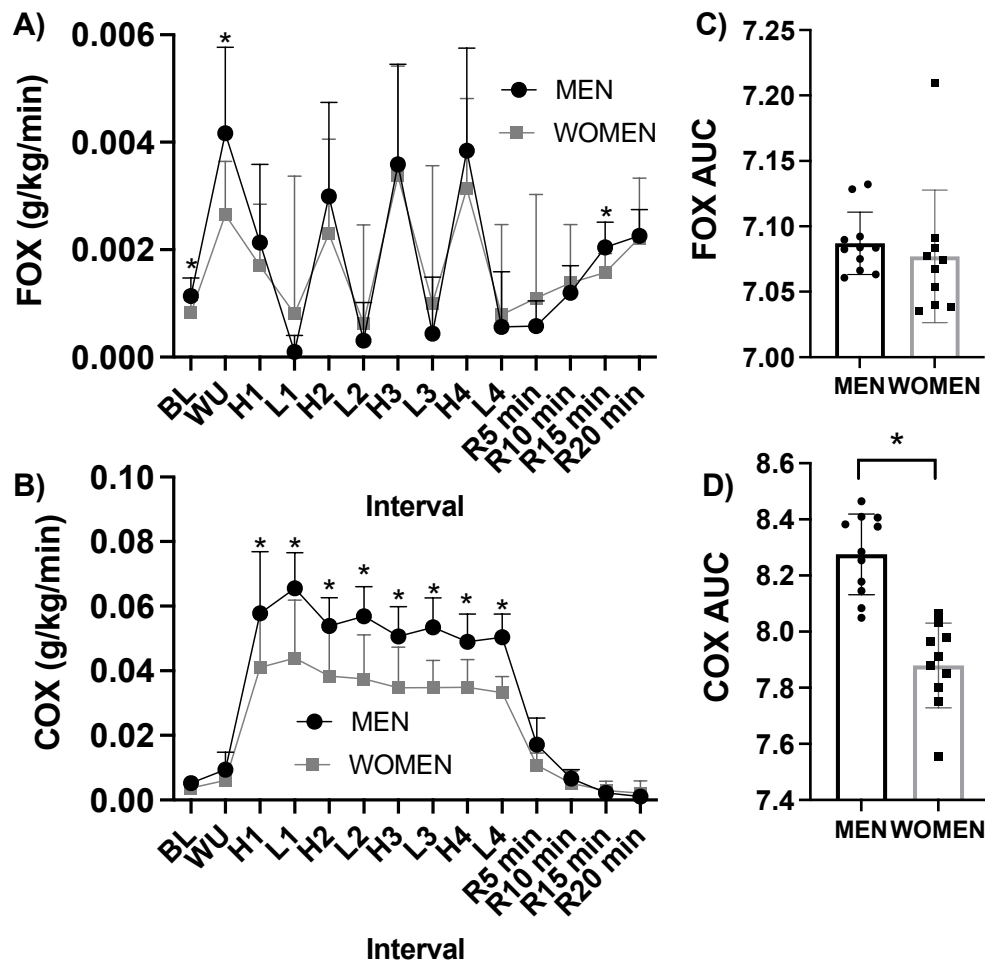 A)
FOX (g/kg/min)
0.006
0.004
0.002
0.000
*
*
*
MEN
WOMEN
BL
WU
H1
L1
H2
L2
H3
L3
H4
L4
R5 min
R10 min
R15 min
R20 min
Interval
C)
FOX AUC
7.25
7.20
7.15
7.10
7.05
7.00
MEN
WOMEN
B)
COX (g/kg/min)
0.10
0.08
0.06
0.04
0.02
0.00
*
*
*
*
*
*
*
*
MEN
WOMEN
BL
WU
H1
L1
H2
L2
H3
L3
H4
L4
R5 min
R10 min
R15 min
R20 min
Interval
D)
COX AUC
8.6
8.4
8.2
8.0
7.8
7.6
7.4
*
MEN
WOMEN